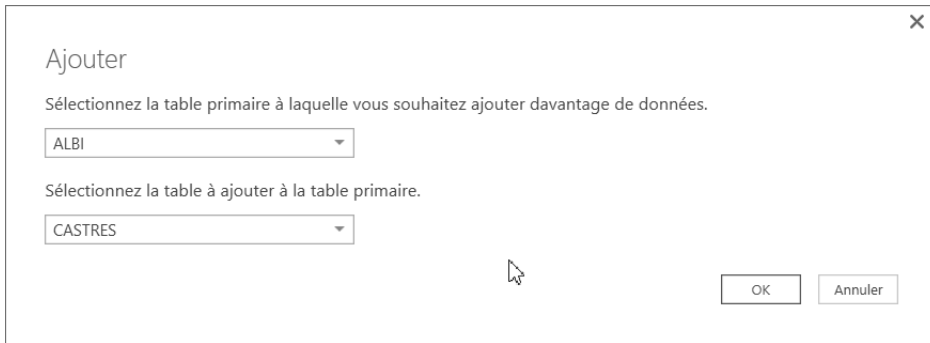 Ajouter
Sélectionnez la table primaire à laquelle vous souhaitez ajouter davantage de données.
ALBI
Sélectionnez la table à ajouter à la table primaire.
CASTRES
OK Annuler